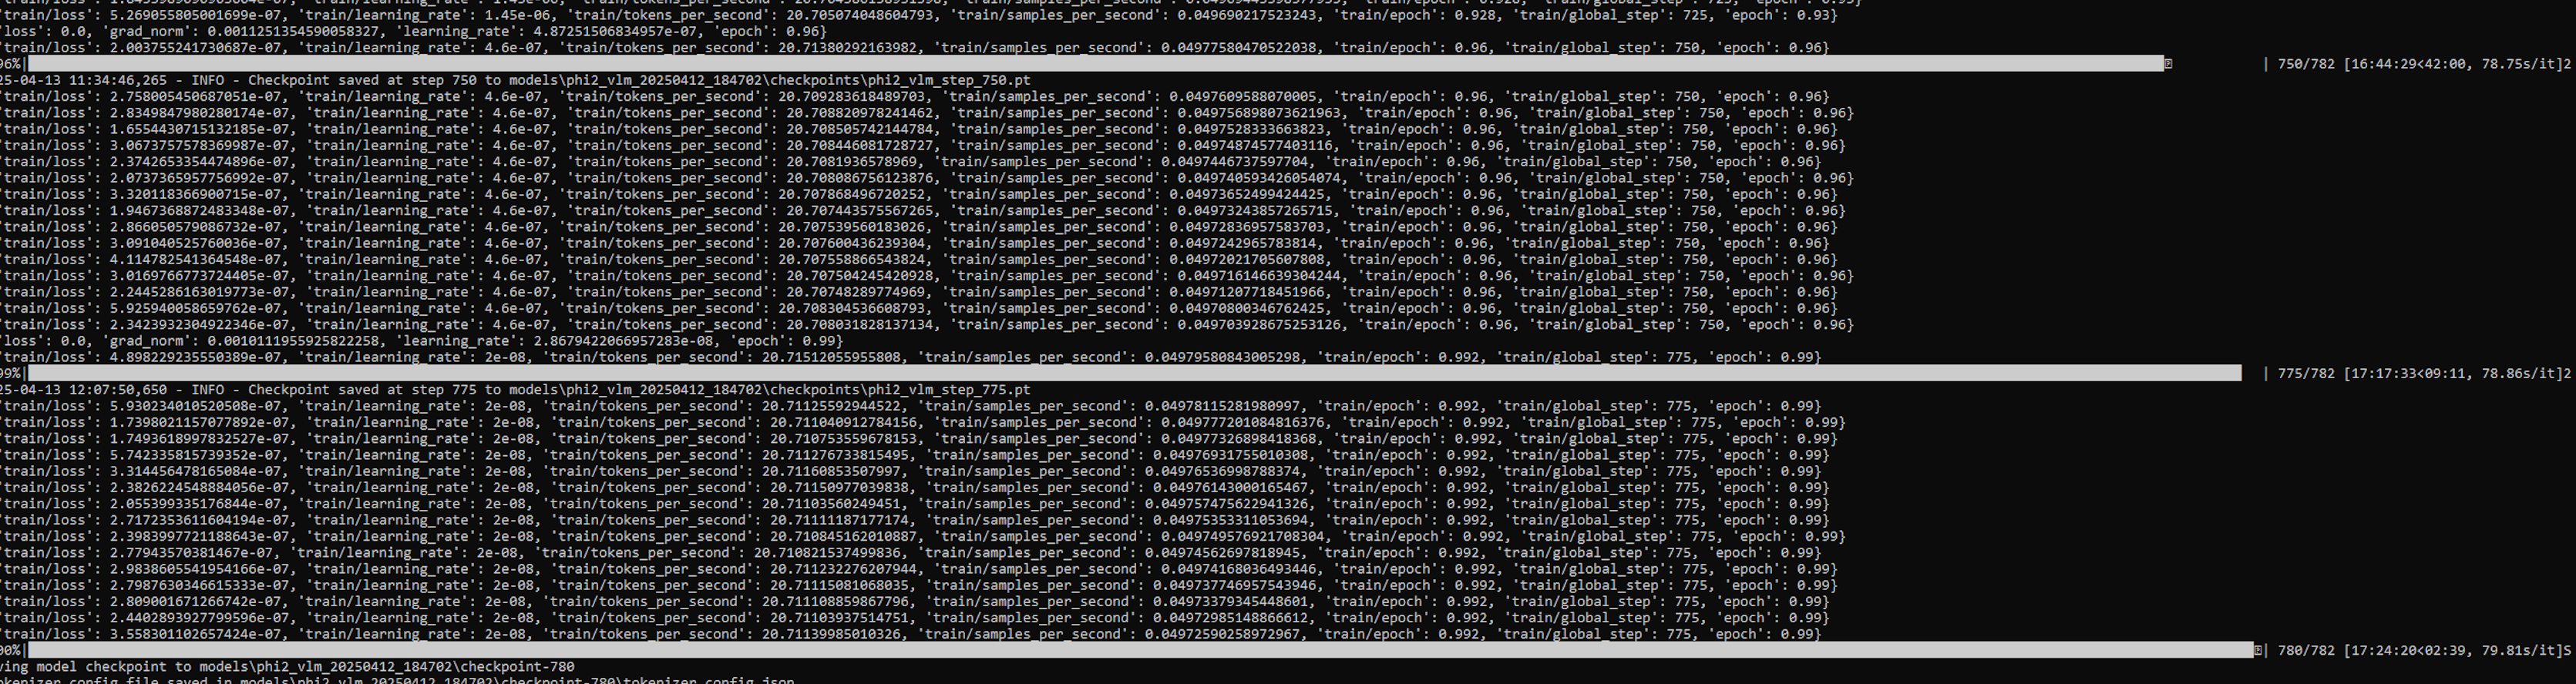 5.269055805001699e-07, 'train/learning_rate': 1.45e-06, 'train/tokens_per_second': 20.705074048604793, 'train/samples_per_second': 0.049690217523243, 'train/epoch': 0.928, 'train/global_step': 725, 'epoch': 0.93}
'loss': 0.0, 'grad_norm': 0.0011251354590058327, 'learning_rate': 4.87251506834957e-07, 'epoch': 0.96}
'train/loss': 2.003755241730687e-07, 'train/learning_rate': 4.6e-07, 'train/tokens_per_second': 20.71380292163982, 'train/samples_per_second': 0.04977580470522038, 'train/epoch': 0.96, 'train/global_step': 750, 'epoch': 0.96}
96%| | 750/782 [16:44:29<42:00, 78.75s/it]2
25-04-13 11:34:46,265 - INFO - Checkpoint saved at step 750 to models\phi2_vlm_20250412_184702\checkpoints\phi2_vlm_step_750.pt
'train/loss': 2.758005450687051e-07, 'train/learning_rate': 4.6e-07, 'train/tokens_per_second': 20.709283618489703, 'train/samples_per_second': 0.0497609588070005, 'train/epoch': 0.96, 'train/global_step': 750, 'epoch': 0.96}
'train/loss': 2.8349847980280174e-07, 'train/learning_rate': 4.6e-07, 'train/tokens_per_second': 20.708820978241462, 'train/samples_per_second': 0.049756898073621963, 'train/epoch': 0.96, 'train/global_step': 750, 'epoch': 0.96}
'train/loss': 1.6554430715132185e-07, 'train/learning_rate': 4.6e-07, 'train/tokens_per_second': 20.708505742144784, 'train/samples_per_second': 0.04975283333663823, 'train/epoch': 0.96, 'train/global_step': 750, 'epoch': 0.96}
'train/loss': 3.0673757578369987e-07, 'train/learning_rate': 4.6e-07, 'train/tokens_per_second': 20.708446081728727, 'train/samples_per_second': 0.04974874577403116, 'train/epoch': 0.96, 'train/global_step': 750, 'epoch': 0.96}
'train/loss': 2.3742653354474896e-07, 'train/learning_rate': 4.6e-07, 'train/tokens_per_second': 20.7081936578969, 'train/samples_per_second': 0.0497446737597704, 'train/epoch': 0.96, 'train/global_step': 750, 'epoch': 0.96}
'train/loss': 2.0737365957756992e-07, 'train/learning_rate': 4.6e-07, 'train/tokens_per_second': 20.708086756123876, 'train/samples_per_second': 0.049740593426054074, 'train/epoch': 0.96, 'train/global_step': 750, 'epoch': 0.96}
'train/loss': 3.320118366900715e-07, 'train/learning_rate': 4.6e-07, 'train/tokens_per_second': 20.707868496720252, 'train/samples_per_second': 0.04973652499424425, 'train/epoch': 0.96, 'train/global_step': 750, 'epoch': 0.96}
'train/loss': 1.9467368872483348e-07, 'train/learning_rate': 4.6e-07, 'train/tokens_per_second': 20.707443575567265, 'train/samples_per_second': 0.04973243857265715, 'train/epoch': 0.96, 'train/global_step': 750, 'epoch': 0.96}
'train/loss': 2.866050579086732e-07, 'train/learning_rate': 4.6e-07, 'train/tokens_per_second': 20.707539560183026, 'train/samples_per_second': 0.04972836957583703, 'train/epoch': 0.96, 'train/global_step': 750, 'epoch': 0.96}
'train/loss': 3.091040525760036e-07, 'train/learning_rate': 4.6e-07, 'train/tokens_per_second': 20.707600436239304, 'train/samples_per_second': 0.0497242965783814, 'train/epoch': 0.96, 'train/global_step': 750, 'epoch': 0.96}
'train/loss': 4.114782541364548e-07, 'train/learning_rate': 4.6e-07, 'train/tokens_per_second': 20.707558866543824, 'train/samples_per_second': 0.04972021705607808, 'train/epoch': 0.96, 'train/global_step': 750, 'epoch': 0.96}
'train/loss': 3.0169766773724405e-07, 'train/learning_rate': 4.6e-07, 'train/tokens_per_second': 20.707504245420928, 'train/samples_per_second': 0.049716146639304244, 'train/epoch': 0.96, 'train/global_step': 750, 'epoch': 0.96}
'train/loss': 2.2445286163019773e-07, 'train/learning_rate': 4.6e-07, 'train/tokens_per_second': 20.70748289774969, 'train/samples_per_second': 0.04971207718451966, 'train/epoch': 0.96, 'train/global_step': 750, 'epoch': 0.96}
'train/loss': 5.925940058659762e-07, 'train/learning_rate': 4.6e-07, 'train/tokens_per_second': 20.708304536608793, 'train/samples_per_second': 0.04970800346762425, 'train/epoch': 0.96, 'train/global_step': 750, 'epoch': 0.96}
'train/loss': 2.3423932304922346e-07, 'train/learning_rate': 4.6e-07, 'train/tokens_per_second': 20.708031828137134, 'train/samples_per_second': 0.049703928675253126, 'train/epoch': 0.96, 'train/global_step': 750, 'epoch': 0.96}
'loss': 0.0, 'grad_norm': 0.0010111955925822258, 'learning_rate': 2.8679422066957283e-08, 'epoch': 0.99}
'train/loss': 4.898229235550389e-07, 'train/learning_rate': 2e-08, 'train/tokens_per_second': 20.71512055955808, 'train/samples_per_second': 0.04979580843005298, 'train/epoch': 0.992, 'train/global_step': 775, 'epoch': 0.99}
99%| | 775/782 [17:17:33<09:11, 78.86s/it]2
25-04-13 12:07:50,650 - INFO - Checkpoint saved at step 775 to models\phi2_vlm_20250412_184702\checkpoints\phi2_vlm_step_775.pt
'train/loss': 5.930234010520508e-07, 'train/learning_rate': 2e-08, 'train/tokens_per_second': 20.71125592944522, 'train/samples_per_second': 0.04978115281980997, 'train/epoch': 0.992, 'train/global_step': 775, 'epoch': 0.99}
'train/loss': 1.7398021157077892e-07, 'train/learning_rate': 2e-08, 'train/tokens_per_second': 20.711040912784156, 'train/samples_per_second': 0.049777201084816376, 'train/epoch': 0.992, 'train/global_step': 775, 'epoch': 0.99}
'train/loss': 1.7493618997832527e-07, 'train/learning_rate': 2e-08, 'train/tokens_per_second': 20.710753559678153, 'train/samples_per_second': 0.04977326898418368, 'train/epoch': 0.992, 'train/global_step': 775, 'epoch': 0.99}
'train/loss': 5.742335815739352e-07, 'train/learning_rate': 2e-08, 'train/tokens_per_second': 20.711276733815495, 'train/samples_per_second': 0.04976931755010308, 'train/epoch': 0.992, 'train/global_step': 775, 'epoch': 0.99}
'train/loss': 3.314456478165084e-07, 'train/learning_rate': 2e-08, 'train/tokens_per_second': 20.71160853507997, 'train/samples_per_second': 0.04976536998788374, 'train/epoch': 0.992, 'train/global_step': 775, 'epoch': 0.99}
'train/loss': 2.3826224548884056e-07, 'train/learning_rate': 2e-08, 'train/tokens_per_second': 20.71150977039838, 'train/samples_per_second': 0.04976143000165467, 'train/epoch': 0.992, 'train/global_step': 775, 'epoch': 0.99}
'train/loss': 2.055399335176844e-07, 'train/learning_rate': 2e-08, 'train/tokens_per_second': 20.71103560249451, 'train/samples_per_second': 0.049757475622941326, 'train/epoch': 0.992, 'train/global_step': 775, 'epoch': 0.99}
'train/loss': 2.7172353611604194e-07, 'train/learning_rate': 2e-08, 'train/tokens_per_second': 20.71111187177174, 'train/samples_per_second': 0.04975353311053694, 'train/epoch': 0.992, 'train/global_step': 775, 'epoch': 0.99}
'train/loss': 2.3983997721188643e-07, 'train/learning_rate': 2e-08, 'train/tokens_per_second': 20.710845162010887, 'train/samples_per_second': 0.049749576921708304, 'train/epoch': 0.992, 'train/global_step': 775, 'epoch': 0.99}
'train/loss': 2.77943570381467e-07, 'train/learning_rate': 2e-08, 'train/tokens_per_second': 20.710821537499836, 'train/samples_per_second': 0.049745626978 18945, 'train/epoch': 0.992, 'train/global_step': 775, 'epoch': 0.99}
'train/loss': 2.9838605541954166e-07, 'train/learning_rate': 2e-08, 'train/tokens_per_second': 20.711232276207944, 'train/samples_per_second': 0.04974168036493446, 'train/epoch': 0.992, 'train/global_step': 775, 'epoch': 0.99}
'train/loss': 2.7987630346615333e-07, 'train/learning_rate': 2e-08, 'train/tokens_per_second': 20.71115081068035, 'train/samples_per_second': 0.049737746957543946, 'train/epoch': 0.992, 'train/global_step': 775, 'epoch': 0.99}
'train/loss': 2.809001671266742e-07, 'train/learning_rate': 2e-08, 'train/tokens_per_second': 20.711108859867796, 'train/samples_per_second': 0.04973379345448601, 'train/epoch': 0.992, 'train/global_step': 775, 'epoch': 0.99}
'train/loss': 2.4402893927799596e-07, 'train/learning_rate': 2e-08, 'train/tokens_per_second': 20.71103937514751, 'train/samples_per_second': 0.04972985148866612, 'train/epoch': 0.992, 'train/global_step': 775, 'epoch': 0.99}
'train/loss': 3.558301102657424e-07, 'train/learning_rate': 2e-08, 'train/tokens_per_second': 20.71139985010326, 'train/samples_per_second': 0.04972590258972967, 'train/epoch': 0.992, 'train/global_step': 775, 'epoch': 0.99}
00%| | 780/782 [17:24:20<02:39, 79.81s/it]S
ving model checkpoint to models\phi2_vlm_20250412_184702\checkpoint-780
okenizer config file saved in models\phi2_vlm_20250412_184702\checkpoint-780\tokenizer_config.json